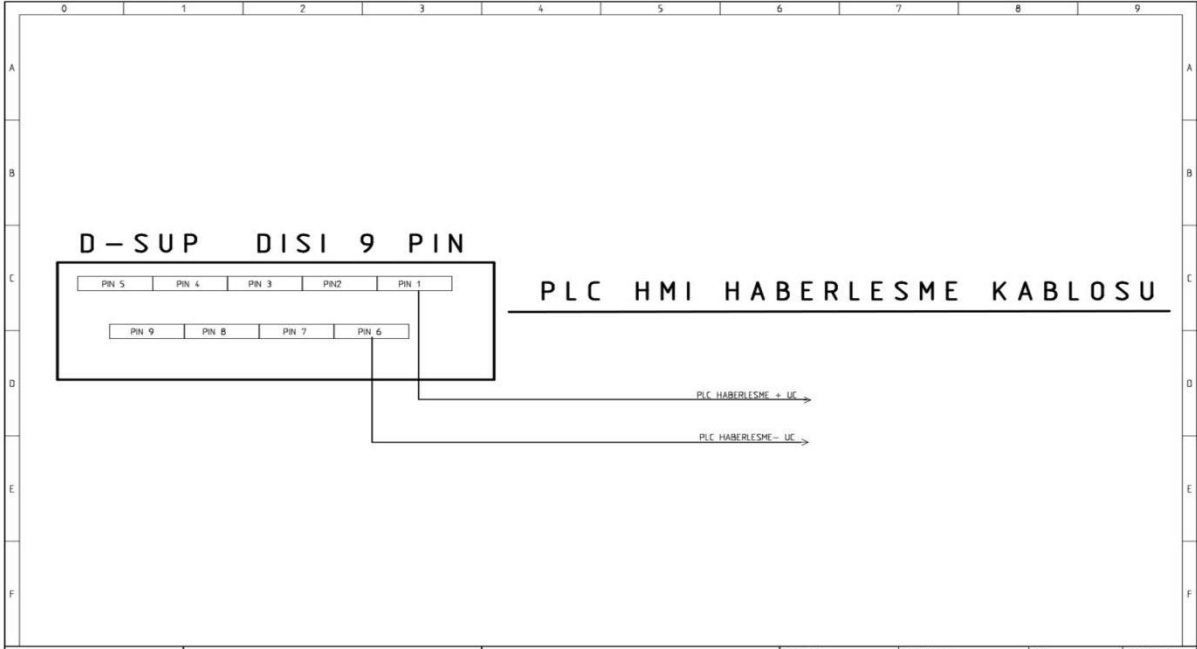 0 1 2 3 4 5 6 7 8 9
A A
B B
D-SUP DISI 9 PIN
C C
PIN 5 PIN 4 PIN 3 PIN2 PIN 1
PLC HMI HABERLESME KABLOSU
PIN 9 PIN 8 PIN 7 PIN 6
D D
PLC HABERLESME + UC
PLC HABERLESME- UC
E E
F F